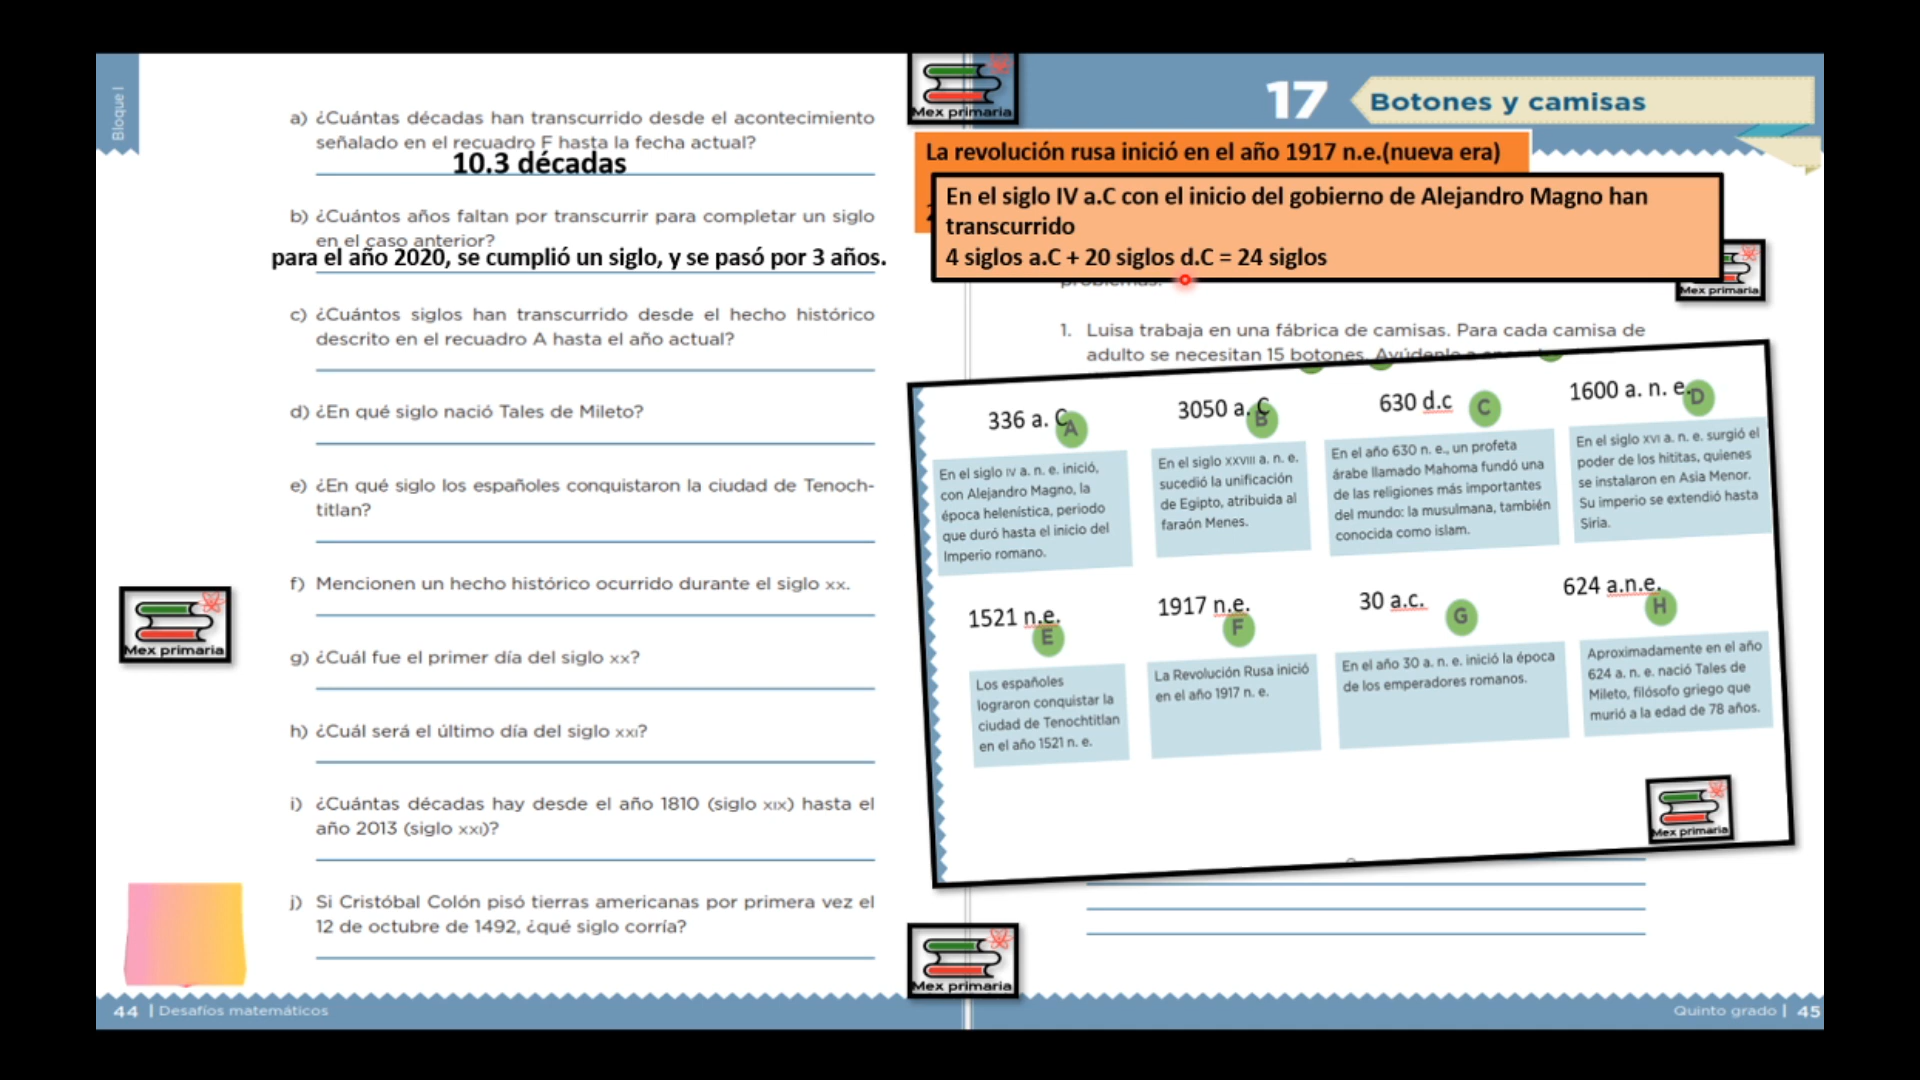 Bloque I
a) ¿Cuántas décadas han transcurrido desde el acontecimiento
señalado en el recuadro F hasta la fecha actual?
10.3 décadas
b) ¿Cuántos años faltan por transcurrir para completar un siglo
en el caso anterior?
para el año 2020, se cumplió un siglo, y se pasó por 3 años.
c) ¿Cuántos siglos han transcurrido desde el hecho histórico
descrito en el recuadro A hasta el año actual?
d) ¿En qué siglo nació Tales de Mileto?
e) ¿En qué siglo los españoles conquistaron la ciudad de Tenoch-
titlan?
f) Mencionen un hecho histórico ocurrido durante el siglo XX.
g) ¿Cuál fue el primer día del siglo XX?
h) ¿Cuál será el último día del siglo XXI?
i) ¿Cuántas décadas hay desde el año 1810 (siglo XIX) hasta el
año 2013 (siglo XXI)?
j) Si Cristóbal Colón pisó tierras americanas por primera vez el
12 de octubre de 1492, ¿qué siglo corría?
Mex primaria
44 | Desafíos matemáticos
Mex primaria
17 Botones y camisas
La revolución rusa inició en el año 1917 n.e.(nueva era)
En el siglo IV a.C con el inicio del gobierno de Alejandro Magno han
transcurrido
4 siglos a.C + 20 siglos d.C = 24 siglos
Mex primaria
problemas.
1. Luisa trabaja en una fábrica de camisas. Para cada camisa de
adulto se necesitan 15 botones. Ayúdenle a
336 a. C
A
En el siglo IV a. n. e. inició,
con Alejandro Magno, la
época helenística, periodo
que duró hasta el inicio del
Imperio romano.
3050 a. C
B
En el siglo XXVIII a. n. e.
sucedió la unificación
de Egipto, atribuida al
faraón Menes.
630 d.c
C
En el año 630 n. e., un profeta
árabe llamado Mahoma fundó una
de las religiones más importantes
del mundo: la musulmana, también
conocida como islam.
1600 a. n. e.
D
En el siglo XVI a. n. e. surgió el
poder de los hititas, quienes
se instalaron en Asia Menor.
Su imperio se extendió hasta
Siria.
1521 n.e.
E
Los españoles
lograron conquistar la
ciudad de Tenochtitlan
en el año 1521 n. e.
1917 n.e.
F
La Revolución Rusa inició
en el año 1917 n. e.
30 a.c.
G
En el año 30 a. n. e. inició la época
de los emperadores romanos.
624 a.n.e.
H
Aproximadamente en el año
624 a. n. e. nació Tales de
Mileto, filósofo griego que
murió a la edad de 78 años.
Mex primaria
Mex primaria
Quinto grado | 45